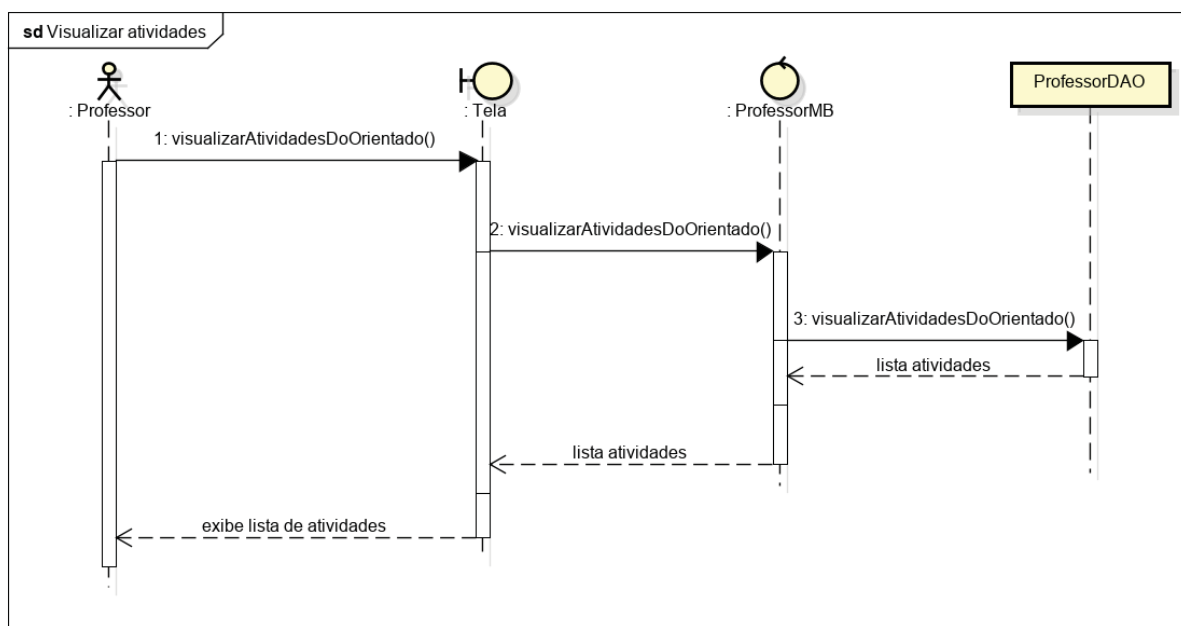 sd Visualizar atividades
: Professor
: Tela
: ProfessorMB
ProfessorDAO
1: visualizarAtividadesDoOrientado()
2: visualizarAtividadesDoOrientado()
3: visualizarAtividadesDoOrientado()
lista atividades
lista atividades
exibe lista de atividades